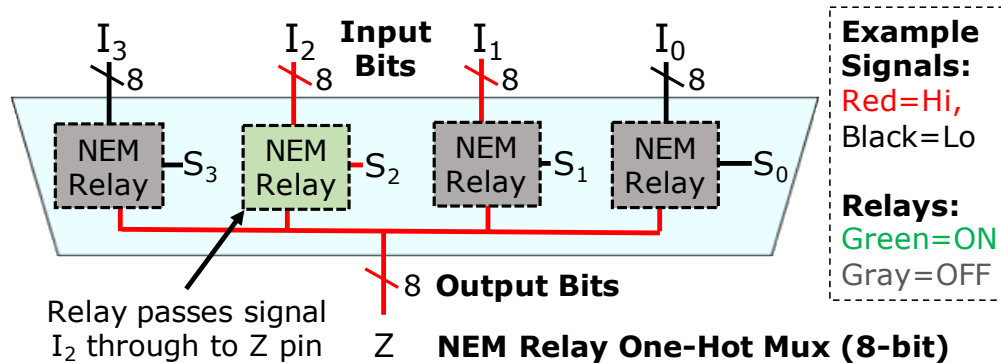 I3 I2 Input I1 I0
Bits
8 8 8 8
NEM Relay S3
NEM Relay S2
NEM Relay S1
NEM Relay S0
8 Output Bits
Relay passes signal
I2 through to Z pin
Z NEM Relay One-Hot Mux (8-bit)
Example
Signals:
Red=Hi,
Black=Lo
Relays:
Green=ON
Gray=OFF